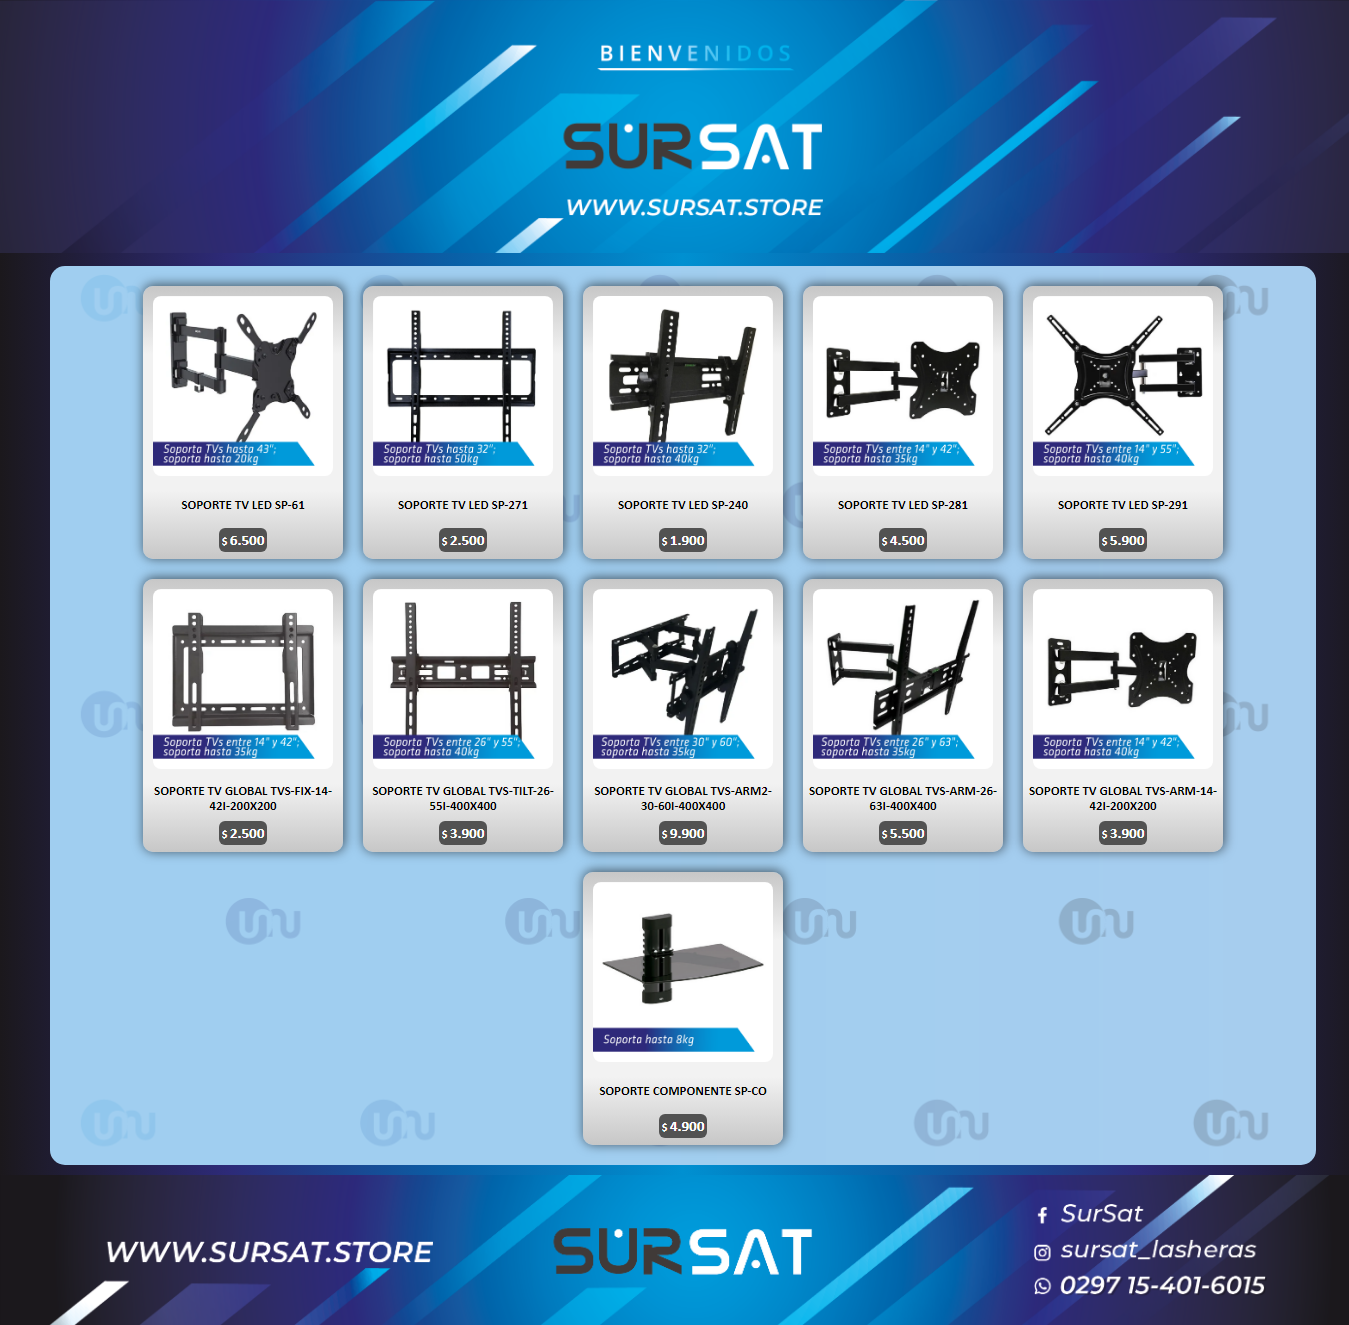 BIENVENIDOS
SURSAT
WWW.SURSAT.STORE
Soporta TVs hasta 43";
soporta hasta 20kg
SOPORTE TV LED SP-61
$ 6.500
Soporta TVs hasta 32";
soporta hasta 50kg
SOPORTE TV LED SP-271
$ 2.500
Soporta TVs hasta 32";
soporta hasta 40kg
SOPORTE TV LED SP-240
$ 1.900
Soporta TVs entre 14" y 42";
soporta hasta 35kg
SOPORTE TV LED SP-281
$ 4.500
Soporta TVs entre 14" y 55";
soporta hasta 40kg
SOPORTE TV LED SP-291
$ 5.900
Soporta TVs entre 14" y 42";
soporta hasta 35kg
SOPORTE TV GLOBAL TVS-FIX-14-
42I-200X200
$ 2.500
Soporta TVs entre 26" y 55";
soporta hasta 40kg
SOPORTE TV GLOBAL TVS-TILT-26-
55I-400X400
$ 3.900
Soporta TVs entre 30" y 60";
soporta hasta 35kg
SOPORTE TV GLOBAL TVS-ARM2-
30-60I-400X400
$ 9.900
Soporta TVs entre 26" y 63";
soporta hasta 35kg
SOPORTE TV GLOBAL TVS-ARM-26-
63I-400X400
$ 5.500
Soporta TVs entre 14" y 42";
soporta hasta 40kg
SOPORTE TV GLOBAL TVS-ARM-14-
42I-200X200
$ 3.900
Soporta hasta 8kg
SOPORTE COMPONENTE SP-CO
$ 4.900
WWW.SURSAT.STORE
SURSAT
SurSat
sursat_lasheras
0297 15-401-6015